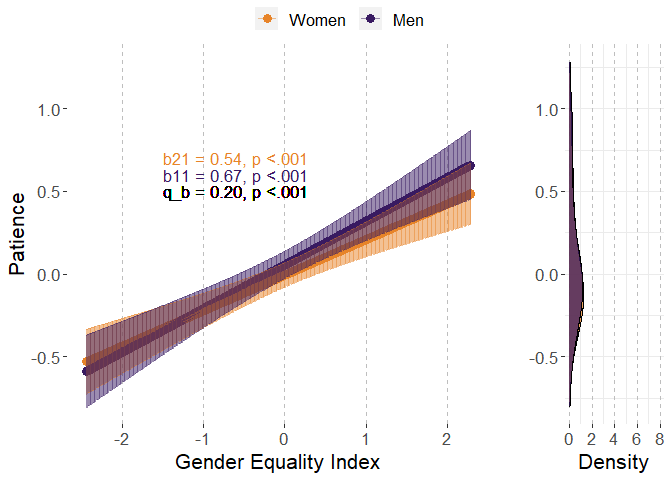 Women Men
b21 = 0.54, p <.001
b11 = 0.67, p <.001
q_b = 0.20, p <.001
Patience
1.0
0.5
0.0
-0.5
-2 -1 0 1 2
Gender Equality Index
1.0
0.5
0.0
-0.5
0 2 4 6 8
Density